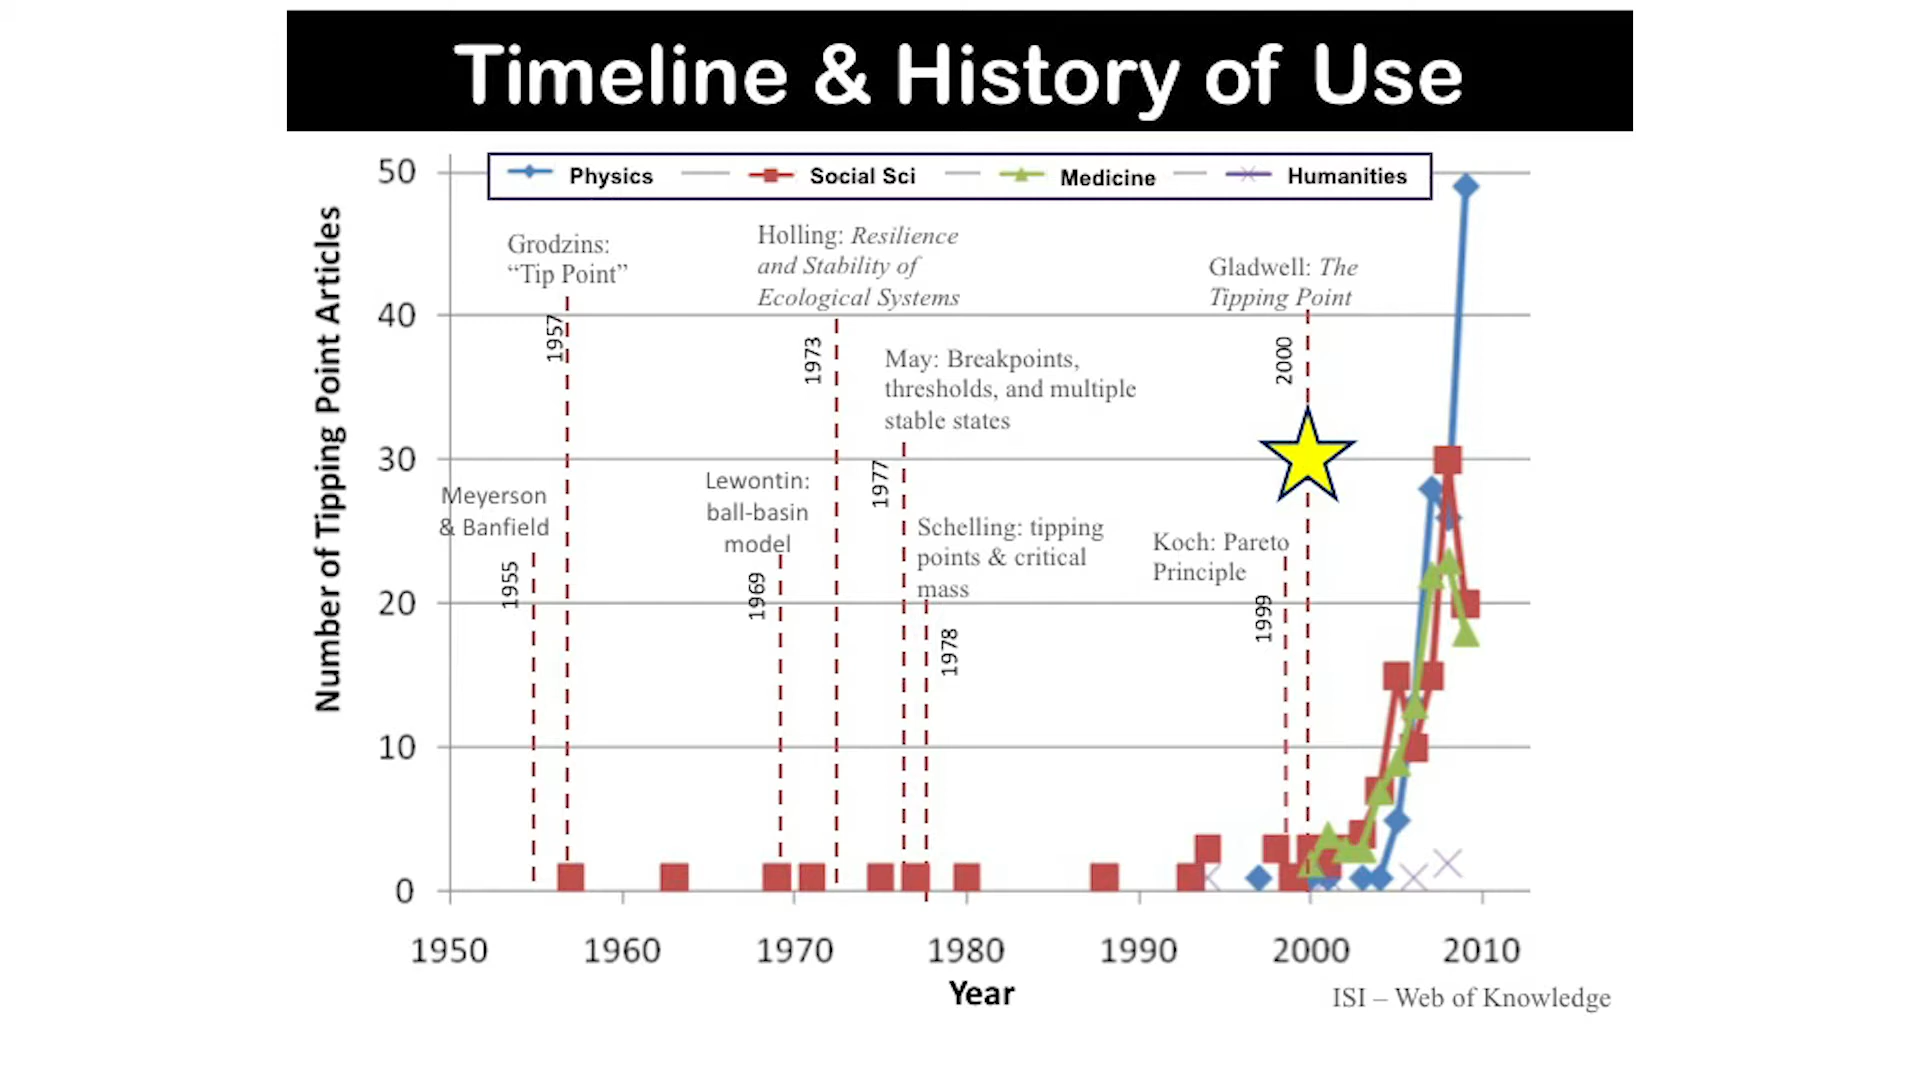 Timeline & History of Use
Physics
Social Sci
Medicine
Humanities
Number of Tipping Point Articles
50
40
30
20
10
0
Grodzins:
“Tip Point”
1957
Holling: Resilience
and Stability of
Ecological Systems
1973
Gladwell: The
Tipping Point
2000
May: Breakpoints,
thresholds, and multiple
stable states
1977
Meyerson
& Banfield
1955
Lewontin:
ball-basin
model
1969
Schelling: tipping
points & critical
mass
1978
Koch: Pareto
Principle
1999
1950
1960
1970
1980
1990
2000
2010
Year
ISI – Web of Knowledge